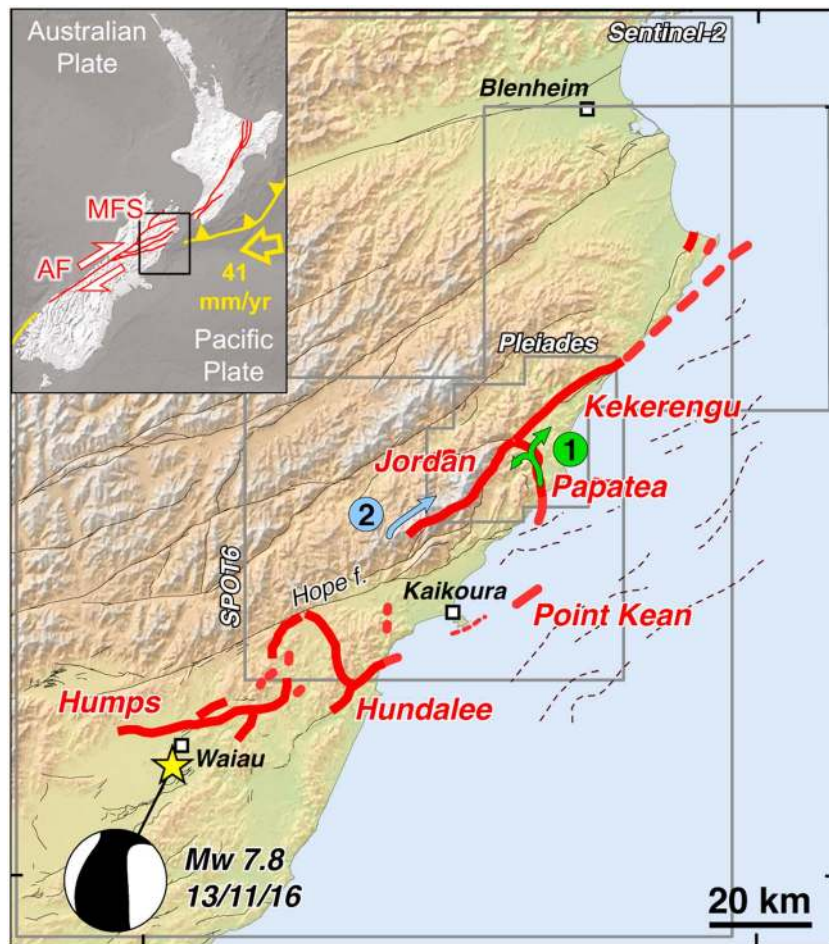 Australian
Plate
MFS
AF
41
mm/yr
Pacific
Plate
Sentinel-2
Blenheim
Pleiades
Kekerengu
Jordan
1
Papatea
2
SPOT6
Hope f.
Kaikoura
Point Kean
Humps
Hundalee
Waiau
Mw 7.8
13/11/16
20 km